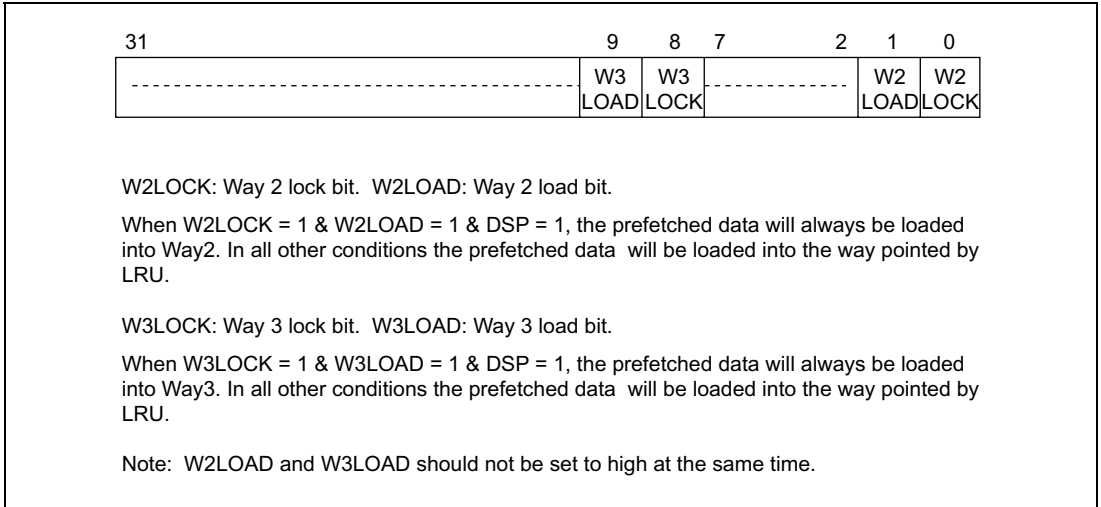 31 9 8 7 2 1 0
W3 W3 W2 W2
LOAD LOCK LOAD LOCK
W2LOCK: Way 2 lock bit. W2LOAD: Way 2 load bit.
When W2LOCK = 1 & W2LOAD = 1 & DSP = 1, the prefetched data will always be loaded
into Way2. In all other conditions the prefetched data will be loaded into the way pointed by
LRU.
W3LOCK: Way 3 lock bit. W3LOAD: Way 3 load bit.
When W3LOCK = 1 & W3LOAD = 1 & DSP = 1, the prefetched data will always be loaded
into Way3. In all other conditions the prefetched data will be loaded into the way pointed by
LRU.
Note: W2LOAD and W3LOAD should not be set to high at the same time.